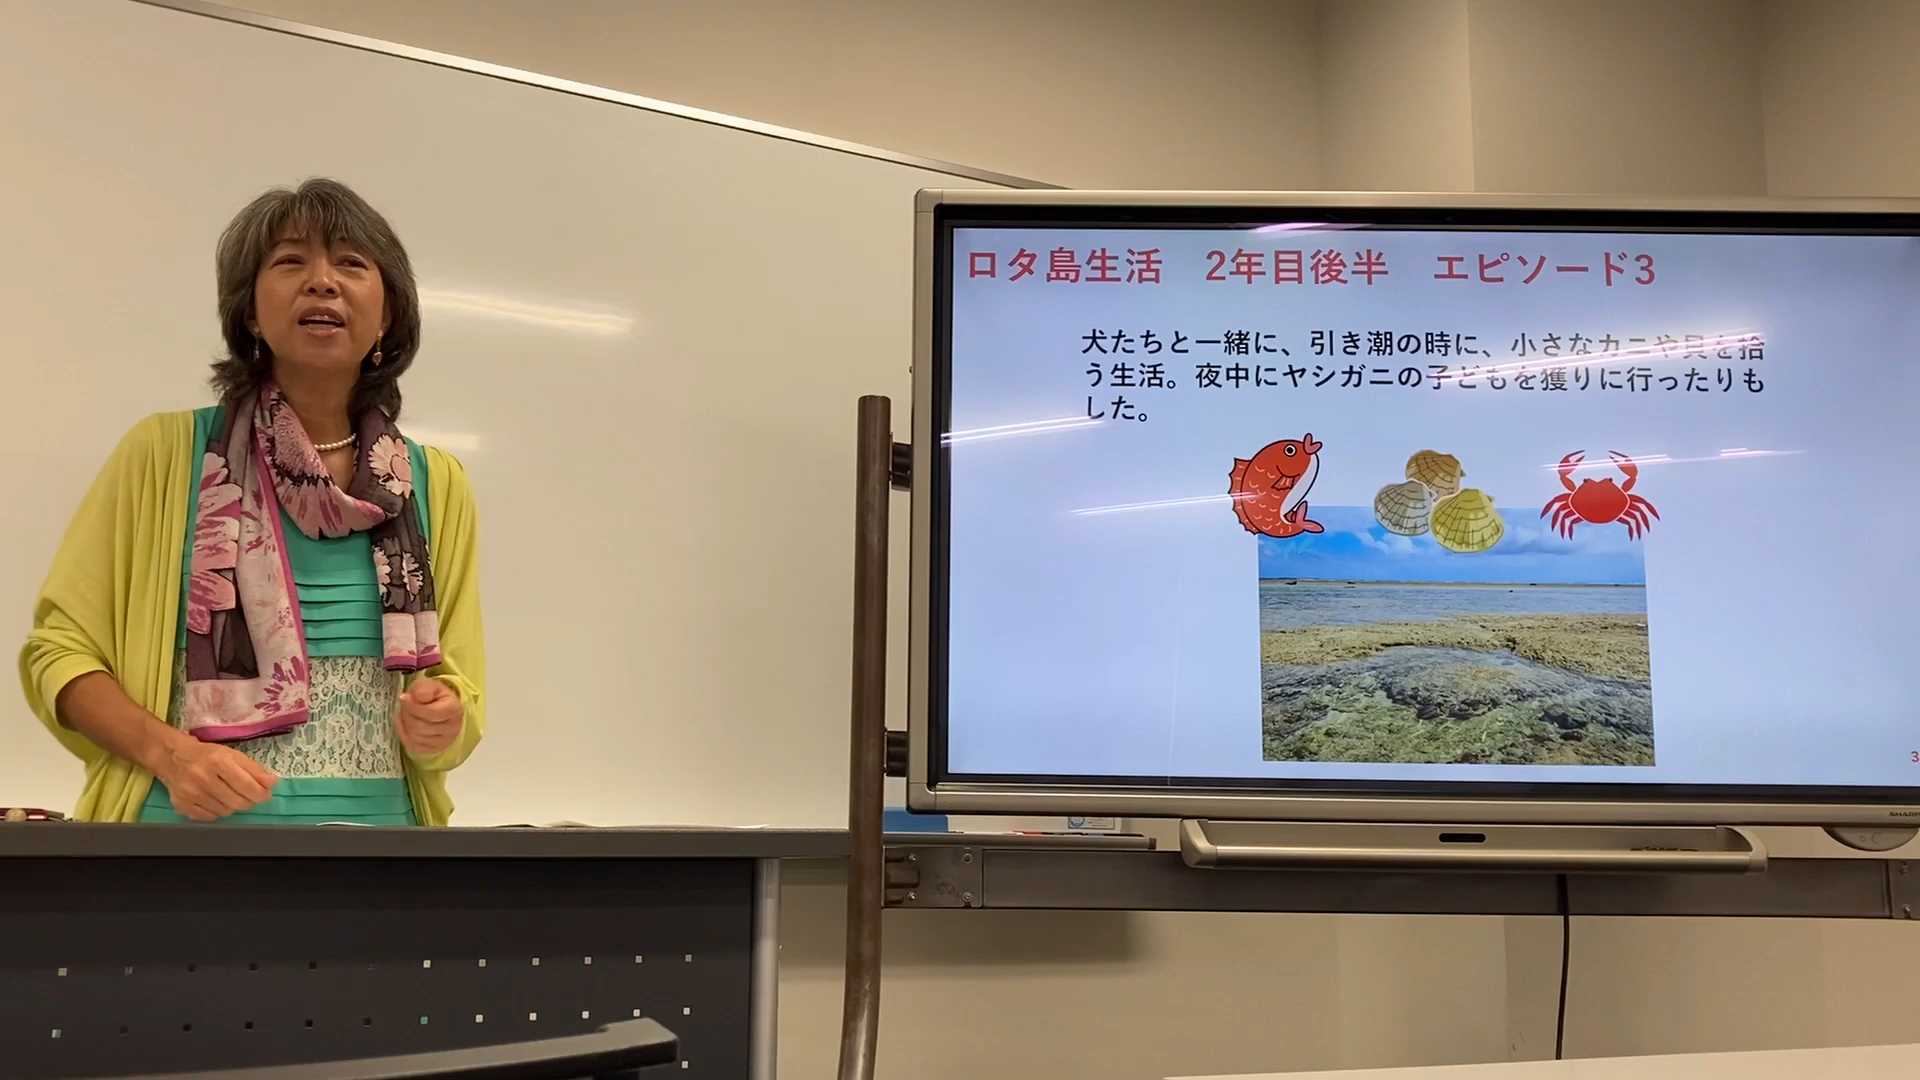 ロタ島生活　2年目後半　エピソード3
犬たちと一緒に、引き潮の時に、小さなカニや貝を拾
う生活。夜中にヤシガニの子どもを獲りに行ったりも
した。
3
SHARP